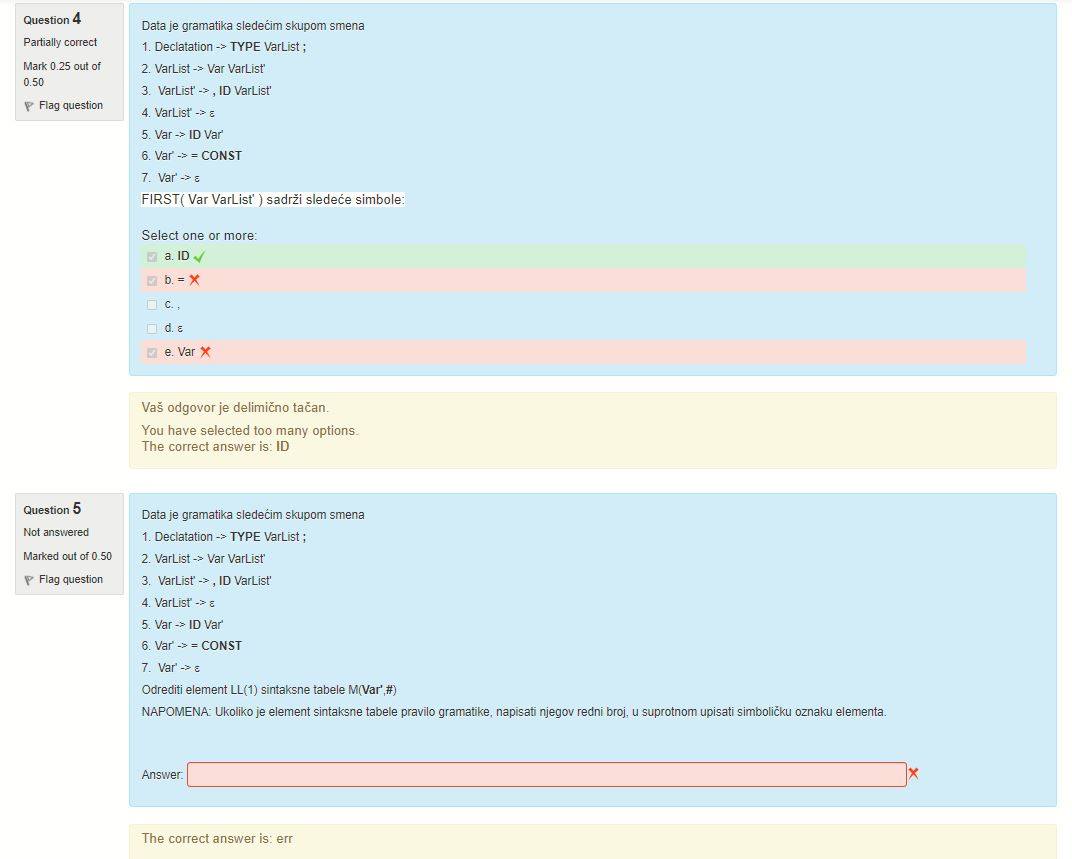 Question 4
Partially correct
Mark 0.25 out of
0.50
Flag question
Data je gramatika sledećim skupom smena
1. Declatation -> TYPE VarList ;
2. VarList -> Var VarList'
3. VarList' -> , ID VarList'
4. VarList' -> ε
5. Var -> ID Var'
6. Var' -> = CONST
7. Var' -> ε
FIRST( Var VarList' ) sadrži sledeće simbole:
Select one or more:
a. ID
b. =
c. ,
d. ε
e. Var
Vaš odgovor je delimično tačan.
You have selected too many options.
The correct answer is: ID
Question 5
Not answered
Marked out of 0.50
Flag question
Data je gramatika sledećim skupom smena
1. Declatation -> TYPE VarList ;
2. VarList -> Var VarList'
3. VarList' -> , ID VarList'
4. VarList' -> ε
5. Var -> ID Var'
6. Var' -> = CONST
7. Var' -> ε
Odrediti element LL(1) sintaksne tabele M(Var',#)
NAPOMENA: Ukoliko je element sintaksne tabele pravilo gramatike, napisati njegov redni broj, u suprotnom upisati simboličku oznaku elementa.
Answer:
The correct answer is: err